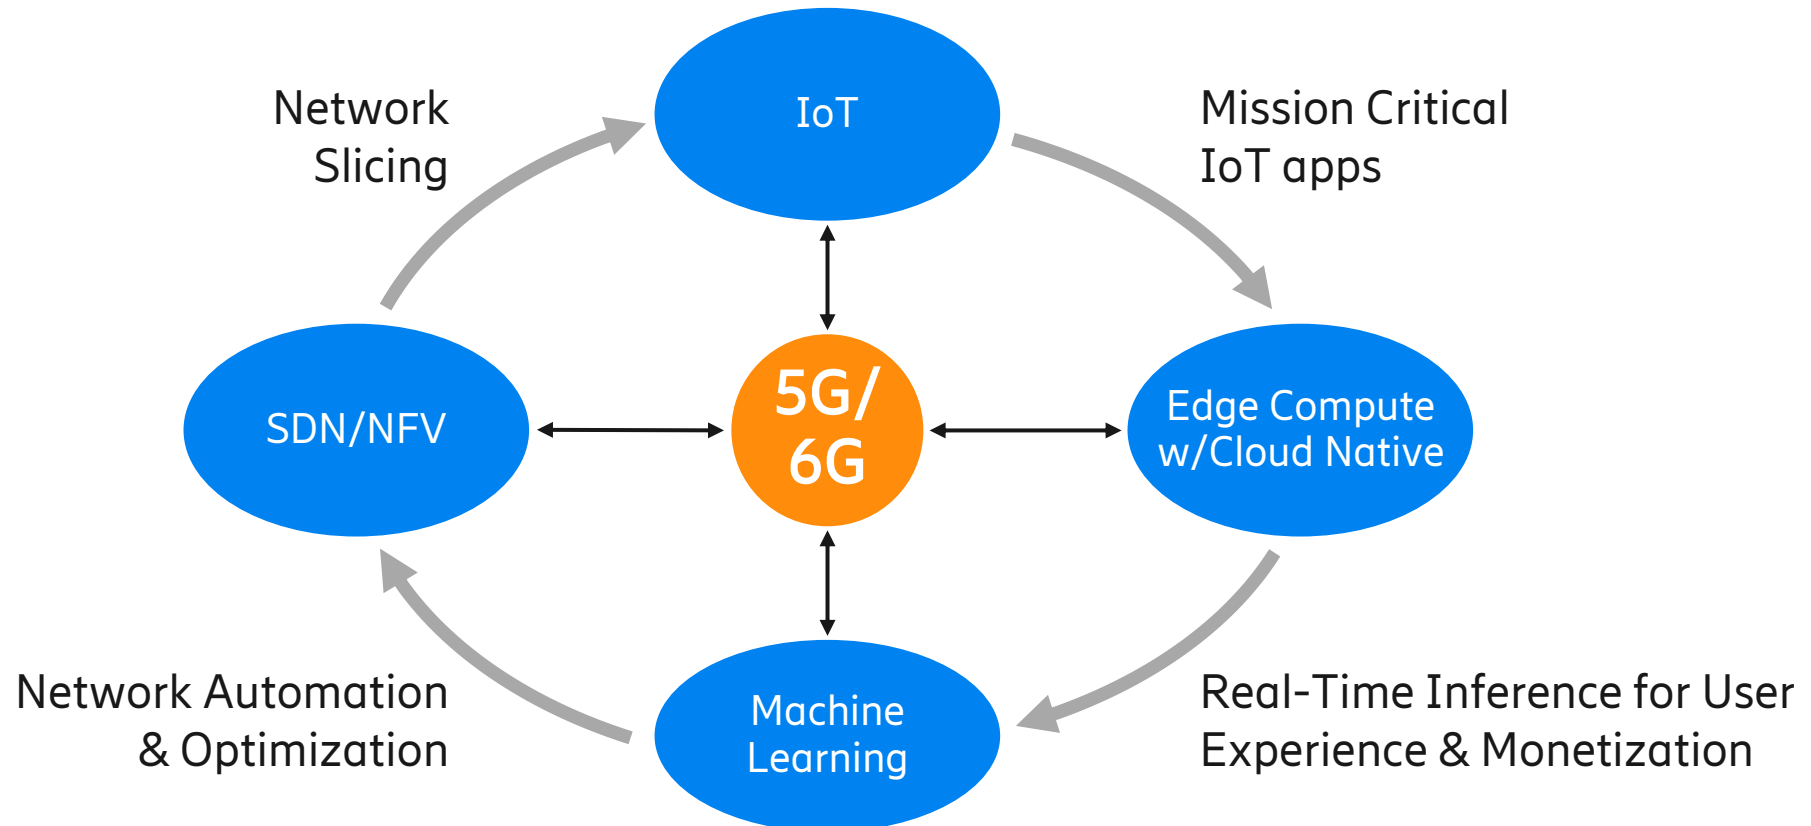 IoT
Network
Slicing
Mission Critical
IoT apps
SDN/NFV
5G/
6G
Edge Compute
w/Cloud Native
Network Automation
& Optimization
Machine
Learning
Real-Time Inference for User
Experience & Monetization